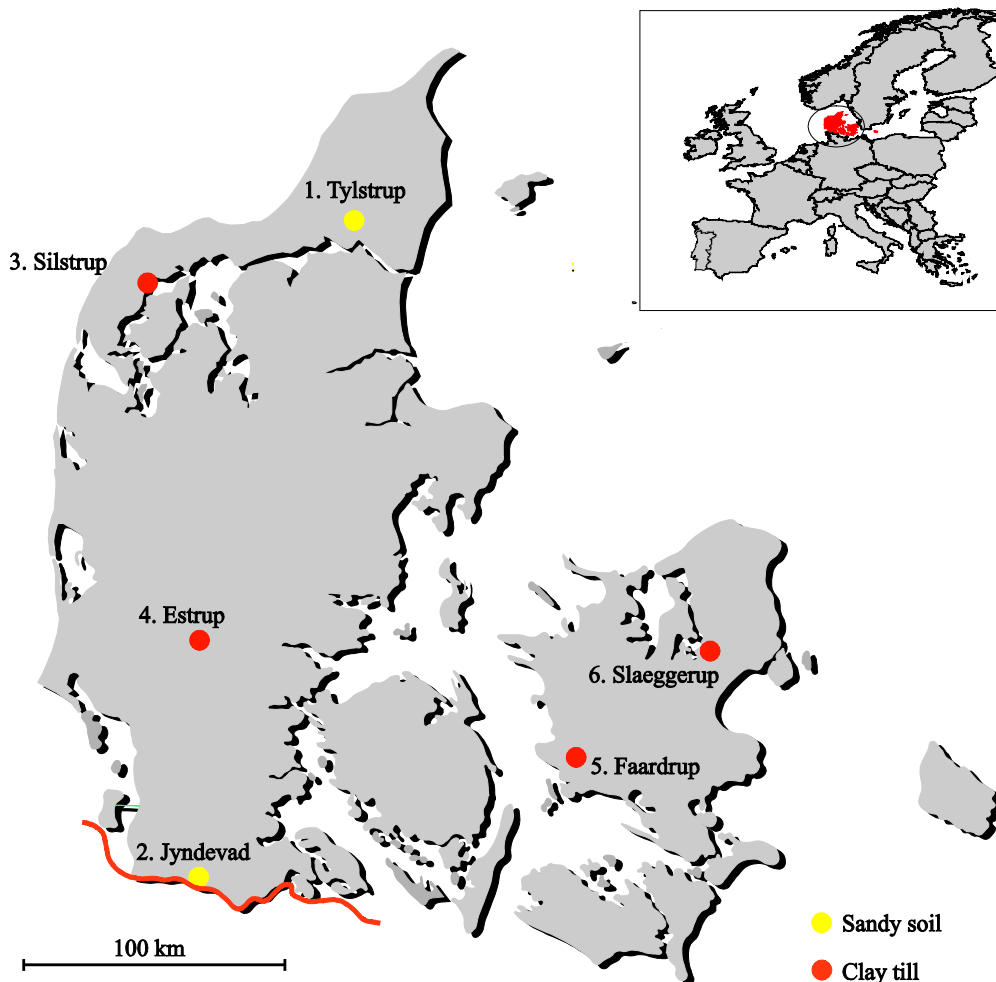 1. Tylstrup
3. Silstrup
4. Estrup
6. Slaeggerup
5. Faardrup
2. Jyndevad
100 km
Sandy soil
Clay till